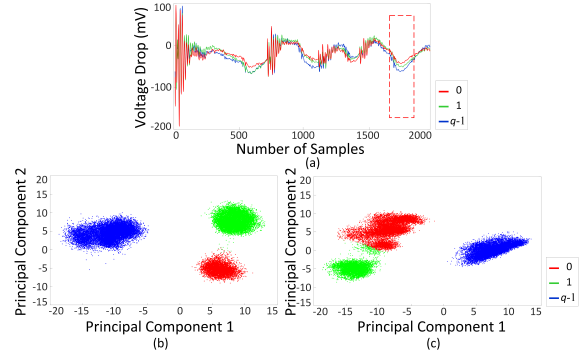 Voltage Drop (mV)
100
50
0
-100
-200
0
500
1000
1500
2000
Number of Samples
(a)
0
1
q-1
Principal Component 2
20
15
10
5
0
-5
-10
-15
-20 -15 -10 -5 0 5 10 15
Principal Component 1
(b)
Principal Component 2
20
15
10
5
0
-5
-10
-15
-20 -15 -10 -5 0 5 10 15
Principal Component 1
(c)
0
1
q-1